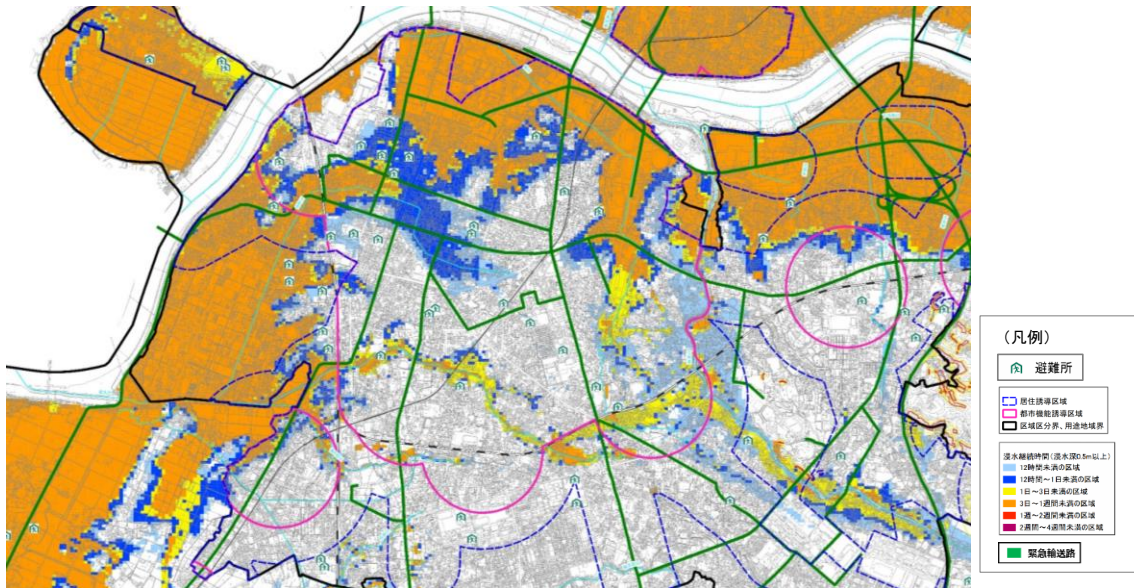 (凡例)
避難所
居住誘導区域
都市機能誘導区域
区域区分界、用途地域界
浸水継続時間(浸水深0.5m以上)
12時間未満の区域
12時間~1日未満の区域
1日~3日未満の区域
3日~1週間未満の区域
1週~2週間未満の区域
2週間~4週間未満の区域
緊急輸送路